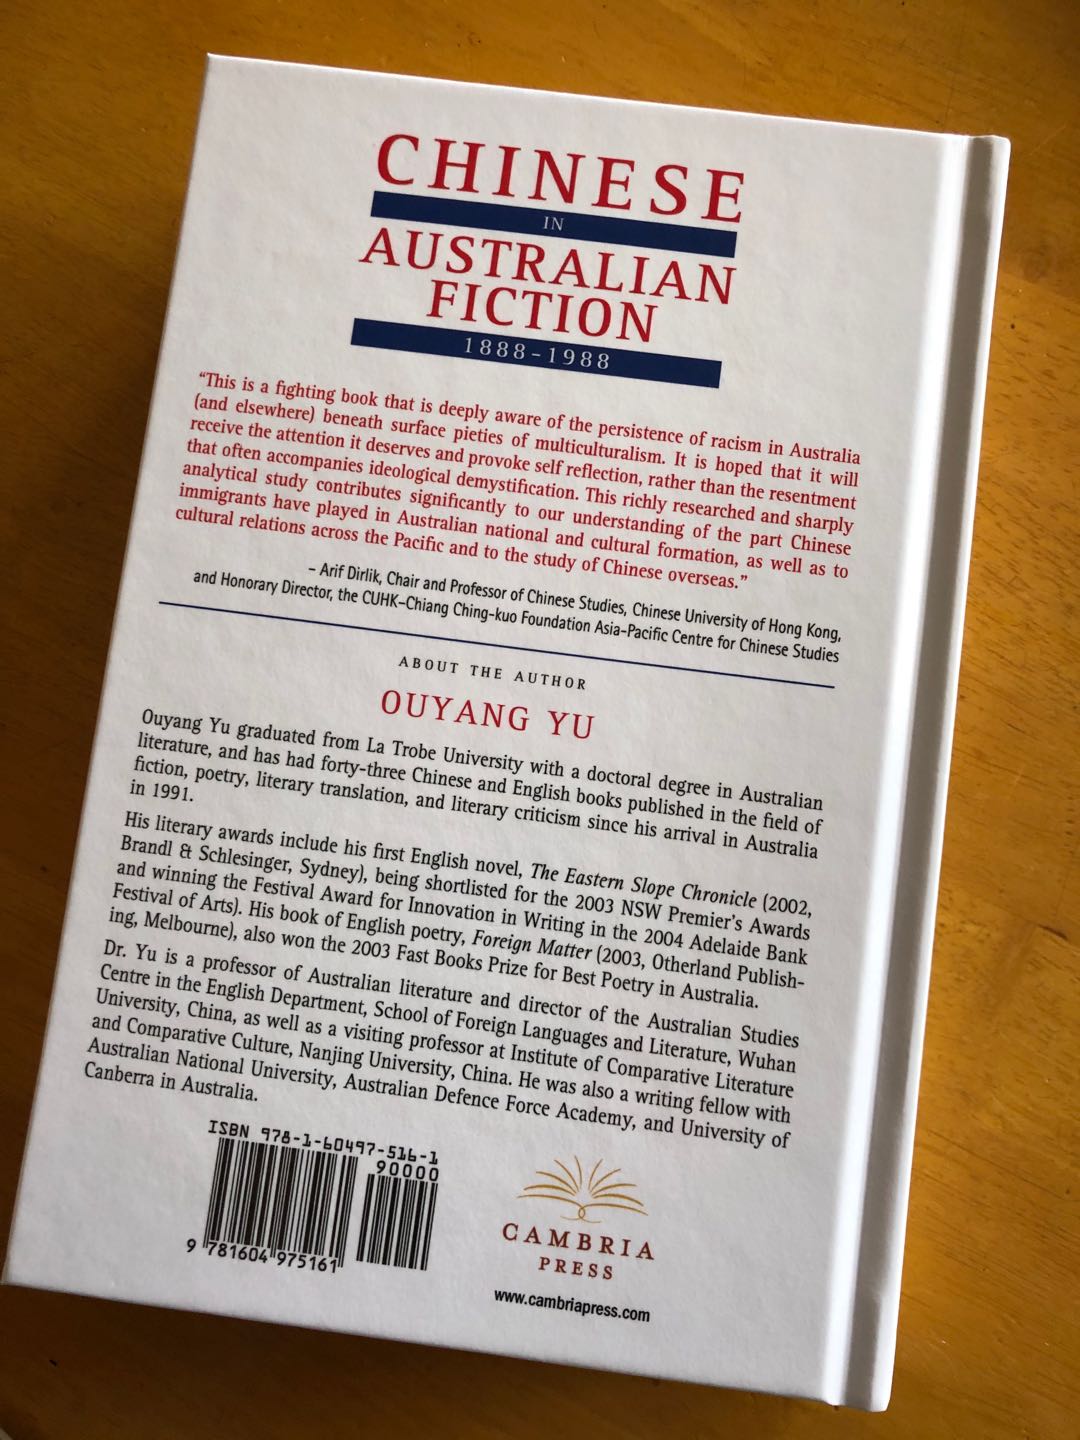 CHINESE
IN
AUSTRALIAN
FICTION
1888–1988
“This is a fighting book that is deeply aware of the persistence of racism in Australia
(and elsewhere) beneath surface pieties of multiculturalism. It is hoped that it will
receive the attention it deserves and provoke self reflection, rather than the resentment
that often accompanies ideological demystification. This richly researched and sharply
analytical study contributes significantly to our understanding of the part Chinese
immigrants have played in Australian national and cultural formation, as well as to
cultural relations across the Pacific and to the study of Chinese overseas.”
– Arif Dirlik, Chair and Professor of Chinese Studies, Chinese University of Hong Kong,
and Honorary Director, the CUHK–Chiang Ching-kuo Foundation Asia-Pacific Centre for Chinese Studies
ABOUT THE AUTHOR
OUYANG YU
Ouyang Yu graduated from La Trobe University with a doctoral degree in Australian
literature, and has had forty-three Chinese and English books published in the field of
fiction, poetry, literary translation, and literary criticism since his arrival in Australia
in 1991.
His literary awards include his first English novel, The Eastern Slope Chronicle (2002,
Brandl & Schlesinger, Sydney), being shortlisted for the 2003 NSW Premier’s Awards
and winning the Festival Award for Innovation in Writing in the 2004 Adelaide Bank
Festival of Arts). His book of English poetry, Foreign Matter (2003, Otherland Publish-
ing, Melbourne), also won the 2003 Fast Books Prize for Best Poetry in Australia.
Dr. Yu is a professor of Australian literature and director of the Australian Studies
Centre in the English Department, School of Foreign Languages and Literature, Wuhan
University, China, as well as a visiting professor at Institute of Comparative Literature
and Comparative Culture, Nanjing University, China. He was also a writing fellow with
Australian National University, Australian Defence Force Academy, and University of
Canberra in Australia.
ISBN 978-1-60497-516-1
90000
9 781604 975161
CAMBRIA
PRESS
www.cambriapress.com